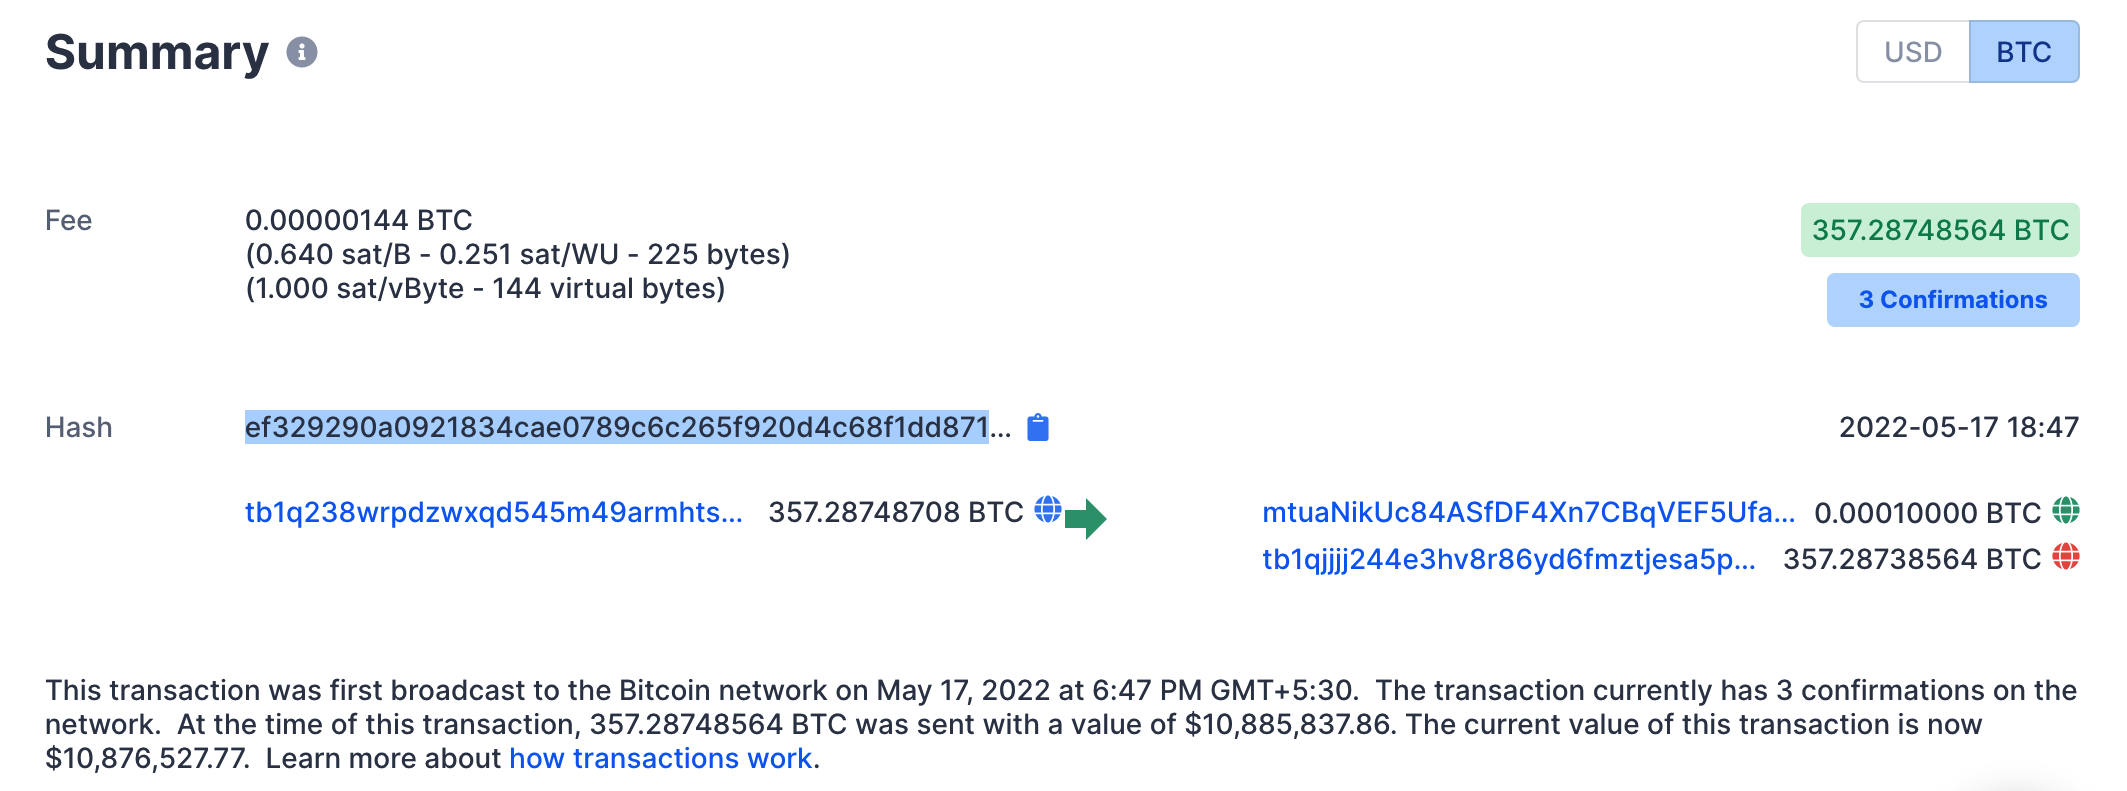 Summary
USD BTC
Fee
0.00000144 BTC
(0.640 sat/B - 0.251 sat/WU - 225 bytes)
(1.000 sat/vByte - 144 virtual bytes)
357.28748564 BTC
3 Confirmations
Hash
ef329290a0921834cae0789c6c265f920d4c68f1dd871...
2022-05-17 18:47
tb1q238wrpdzwxqd545m49armhts... 357.28748708 BTC
mtuaNikUc84ASfDF4Xn7CBqVEF5Ufa... 0.00010000 BTC
tb1qjjjj244e3hv8r86yd6fmztjesa5p... 357.28738564 BTC
This transaction was first broadcast to the Bitcoin network on May 17, 2022 at 6:47 PM GMT+5:30. The transaction currently has 3 confirmations on the
network. At the time of this transaction, 357.28748564 BTC was sent with a value of $10,885,837.86. The current value of this transaction is now
$10,876,527.77. Learn more about how transactions work.